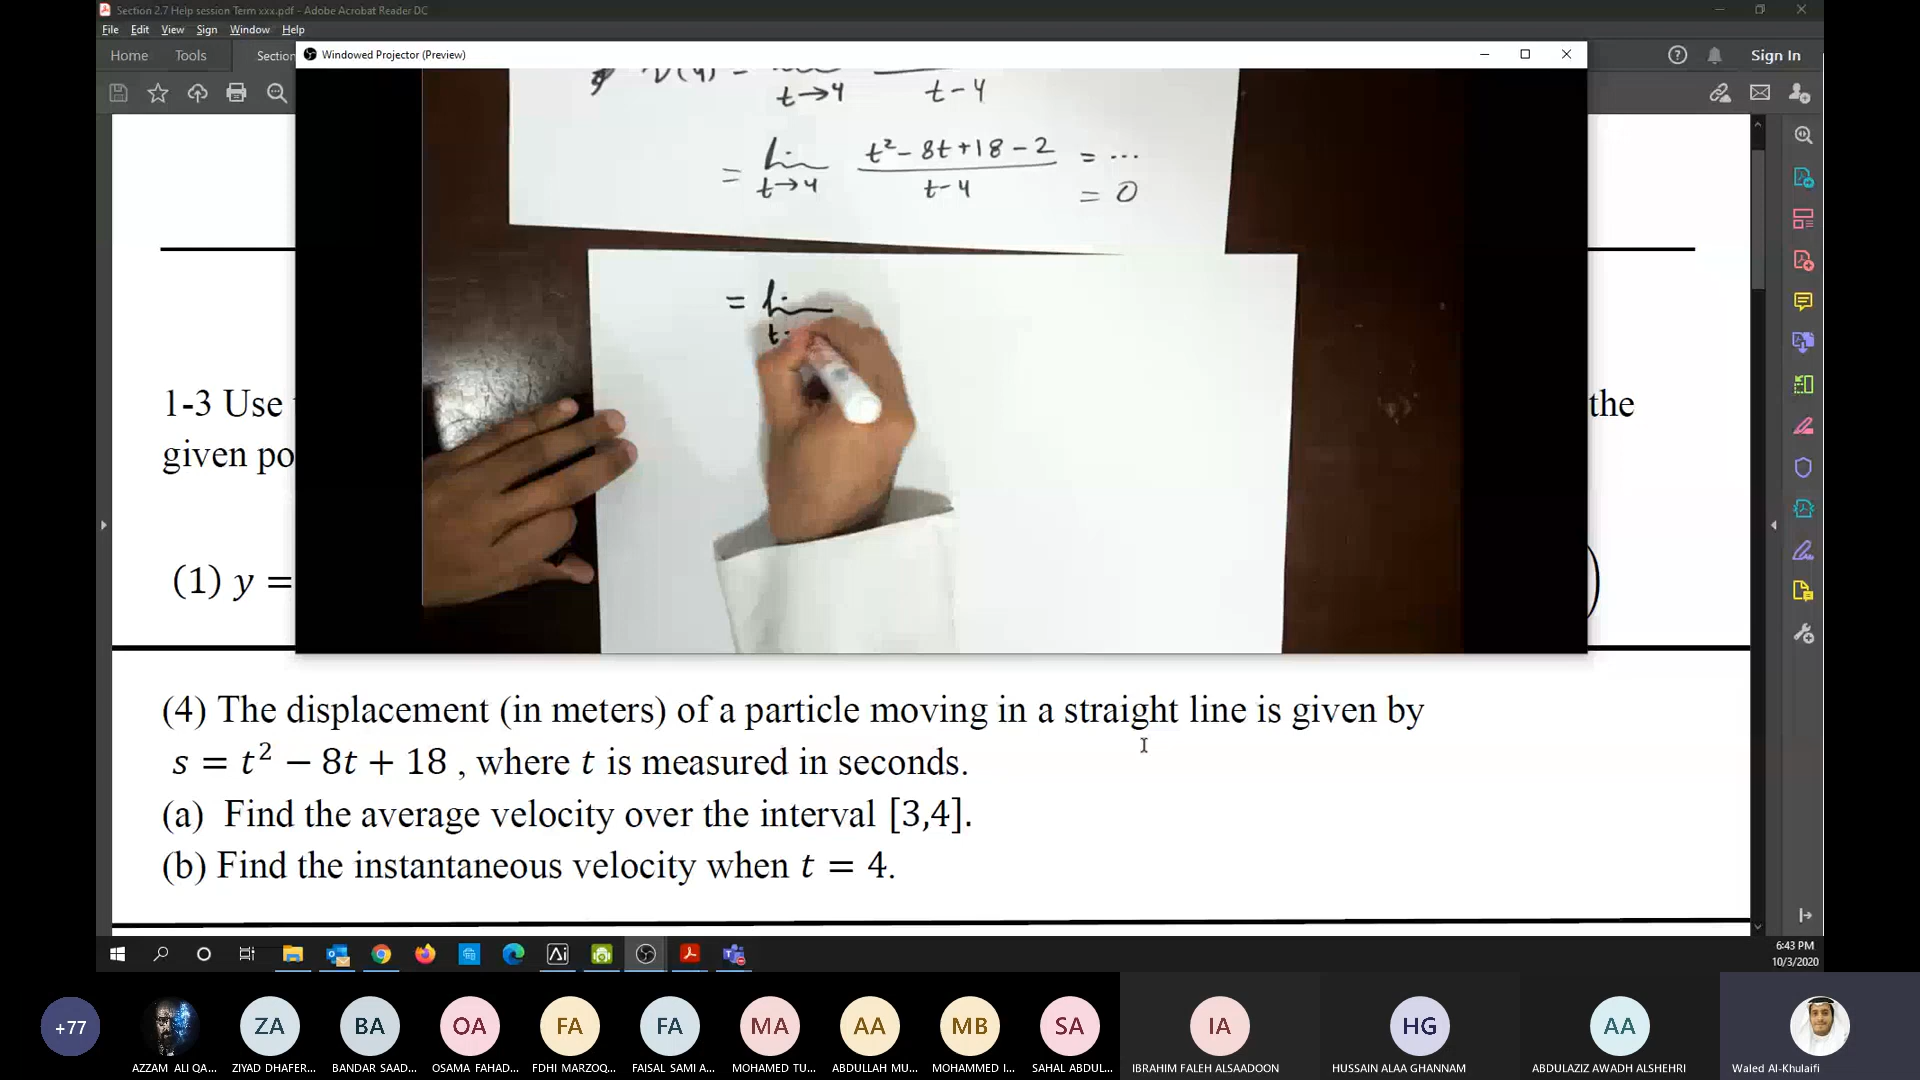 Section 2.7 Help session Term xxx.pdf - Adobe Acrobat Reader DC
File Edit View Sign Window Help
Home Tools Section
Sign In
Windowed Projector (Preview)
t→4 t-4
= lim t²-8t+18-2 = ...
t→4 t-4 = 0
= lim
t
1-3 Use
the
given po
(1) y =
)
(4) The displacement (in meters) of a particle moving in a straight line is given by
s = t² − 8t + 18 , where t is measured in seconds.
(a) Find the average velocity over the interval [3,4].
(b) Find the instantaneous velocity when t = 4.
6:43 PM
10/3/2020
+77
ZA BA OA FA FA MA AA MB SA IA HG AA
AZZAM ALI QA... ZIYAD DHAFER... BANDAR SAAD... OSAMA FAHAD... FDHI MARZOQ... FAISAL SAMI A... MOHAMED TU... ABDULLAH MU... MOHAMMED I... SAHAL ABDUL... IBRAHIM FALEH ALSAADOON HUSSAIN ALAA GHANNAM ABDULAZIZ AWADH ALSHEHRI Waled Al-Khulaifi